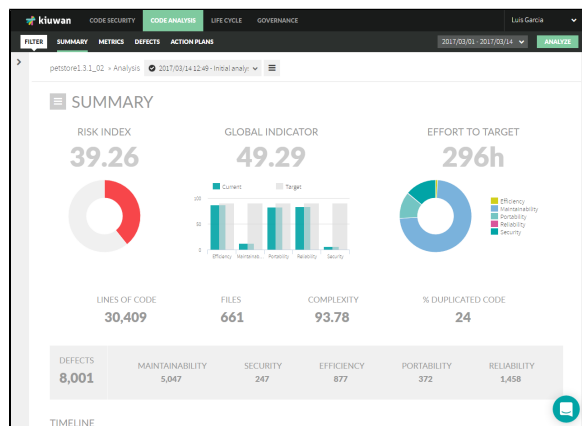 kiuwan CODE SECURITY CODE ANALYSIS LIFE CYCLE GOVERNANCE Luis Garcia
FILTER SUMMARY METRICS DEFECTS ACTION PLANS 2017/03/01 - 2017/03/14 ANALYZE
petstore1.3.1_02 » Analysis 2017/03/14 12:49 - Initial analy:
SUMMARY
RISK INDEX GLOBAL INDICATOR EFFORT TO TARGET
39.26 49.29 296h
Current Target
100
50
0
Efficiency Maintainab... Portability Reliability Security
Efficiency
Maintainability
Portability
Reliability
Security
LINES OF CODE FILES COMPLEXITY % DUPLICATED CODE
30,409 661 93.78 24
DEFECTS MAINTAINABILITY SECURITY EFFICIENCY PORTABILITY RELIABILITY
8,001 5,047 247 877 372 1,458
TIMELINE